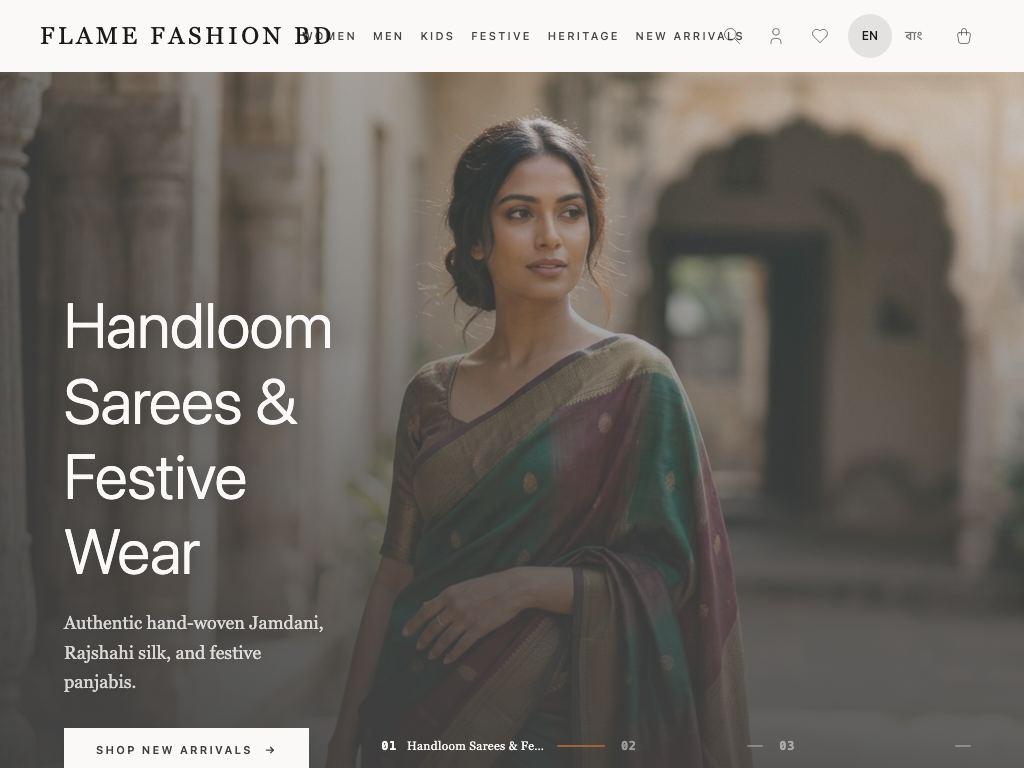 FLAME FASHION BD
WOMEN MEN KIDS FESTIVE HERITAGE NEW ARRIVALS
EN বাং
Handloom
Sarees &
Festive
Wear
Authentic hand-woven Jamdani,
Rajshahi silk, and festive
panjabis.
SHOP NEW ARRIVALS →
01 Handloom Sarees & Fe... 02 03